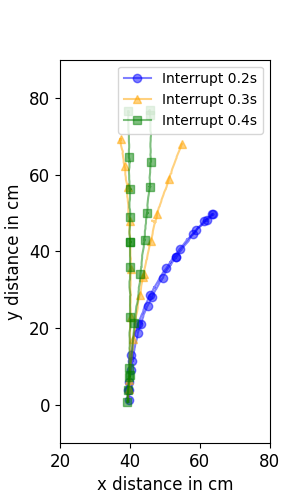 Interrupt 0.2s
Interrupt 0.3s
Interrupt 0.4s
80
60
40
20
0
y distance in cm
20 40 60 80
x distance in cm